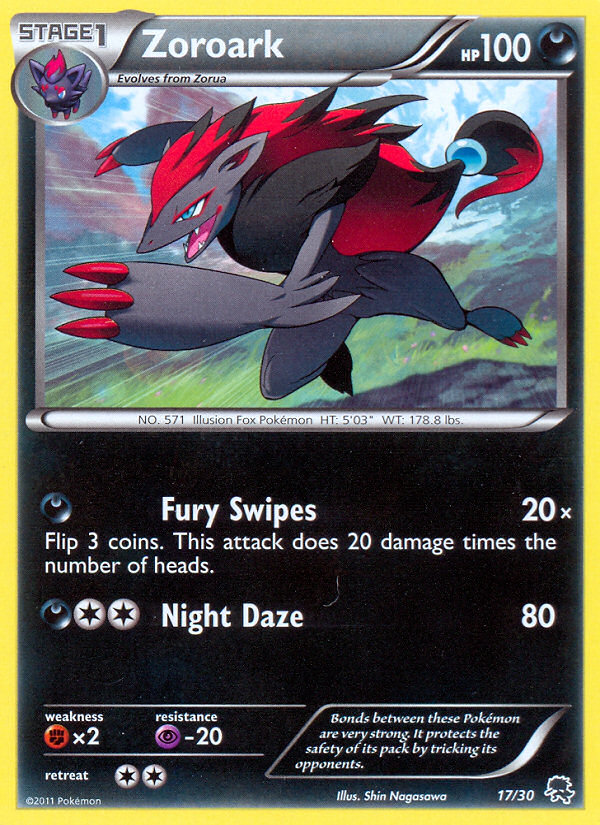 STAGE1
Zoroark
HP100
Evolves from Zorua
NO. 571 Illusion Fox Pokémon HT: 5'03" WT: 178.8 lbs.
Fury Swipes 20×
Flip 3 coins. This attack does 20 damage times the
number of heads.
Night Daze 80
weakness
×2
resistance
-20
retreat
Bonds between these Pokémon
are very strong. It protects the
safety of its pack by tricking its
opponents.
©2011 Pokémon
Illus. Shin Nagasawa
17/30